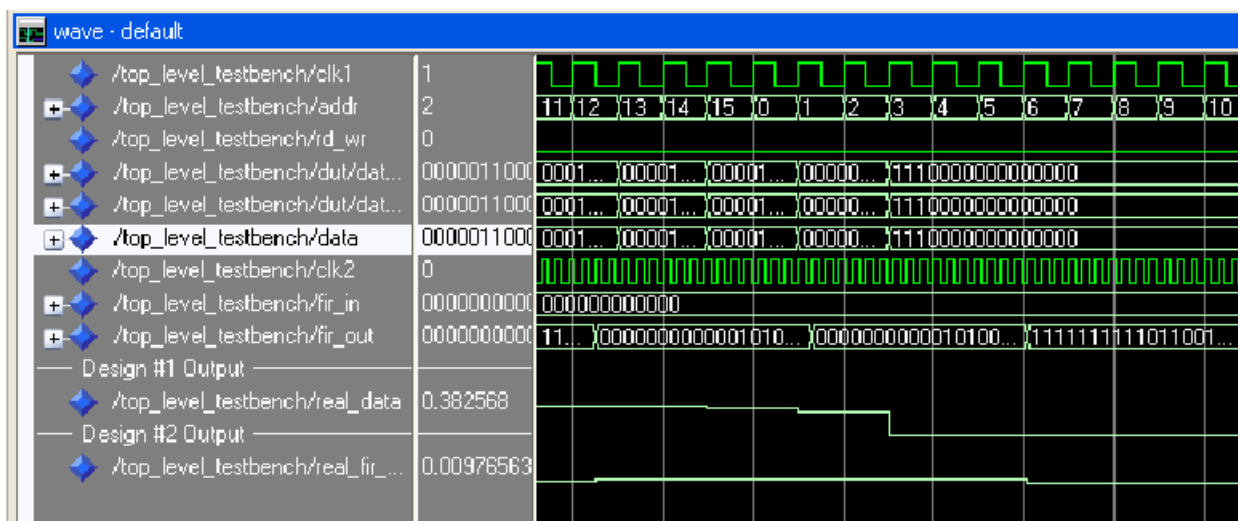 wave - default
/top_level_testbench/clk1 1
/top_level_testbench/addr 2 11 12 13 14 15 0 1 2 3 4 5 6 7 8 9 10
/top_level_testbench/rd_wr 0
/top_level_testbench/dut/dat... 0000011000 0001... 00001... 00001... 00000... 1110000000000000
/top_level_testbench/dut/dat... 0000011000 0001... 00001... 00001... 00000... 1110000000000000
/top_level_testbench/data 0000011000 0001... 00001... 00001... 00000... 1110000000000000
/top_level_testbench/clk2 0
/top_level_testbench/fir_in 0000000000 000000000000
/top_level_testbench/fir_out 0000000000 11... 0000000000001010... 0000000000010100... 1111111111011001...
Design #1 Output
/top_level_testbench/real_data 0.382568
Design #2 Output
/top_level_testbench/real_fir_... 0.00976563